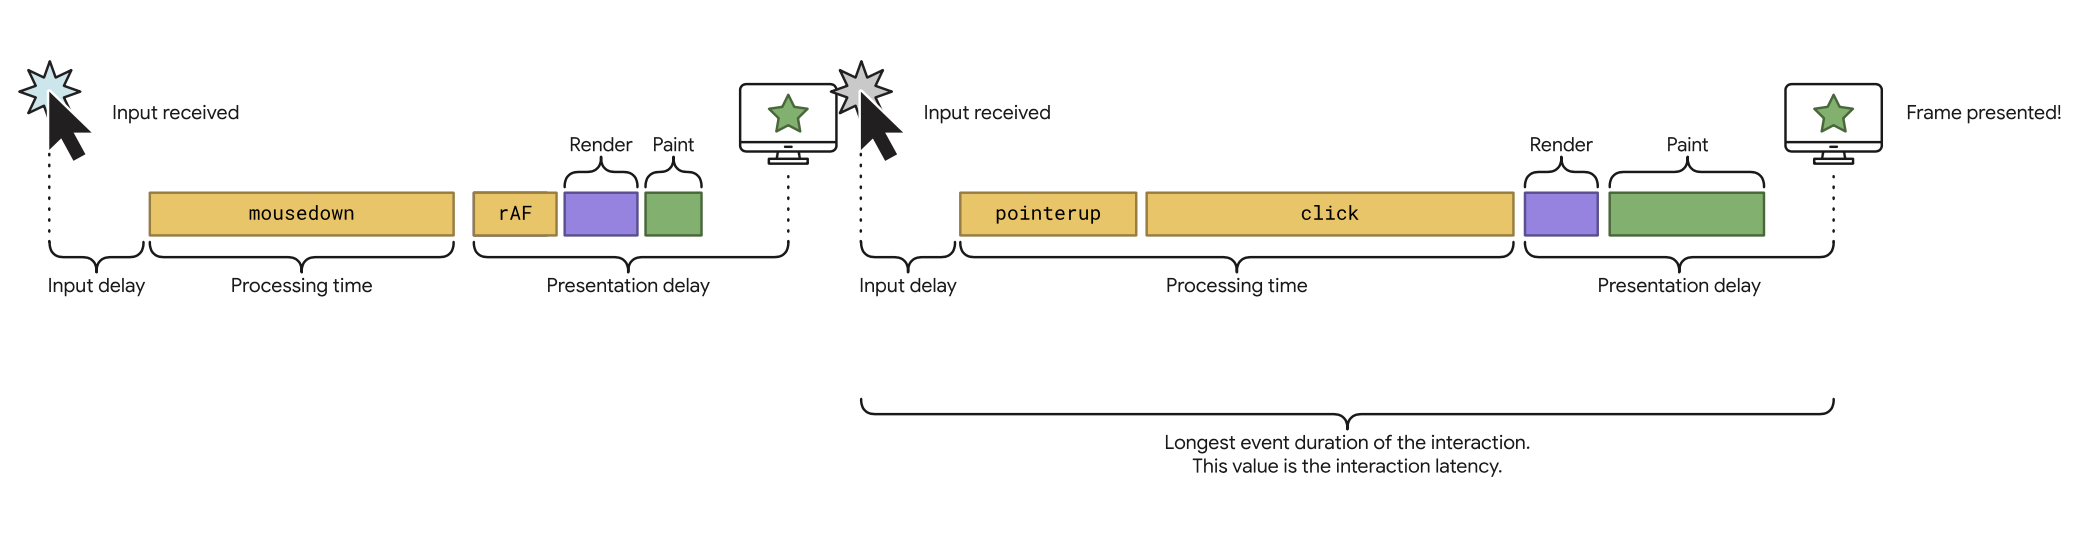 Input received
Render
Paint
mousedown
rAF
Input delay
Processing time
Presentation delay
Input received
Render
Paint
Frame presented!
pointerup
click
Input delay
Processing time
Presentation delay
Longest event duration of the interaction.
This value is the interaction latency.